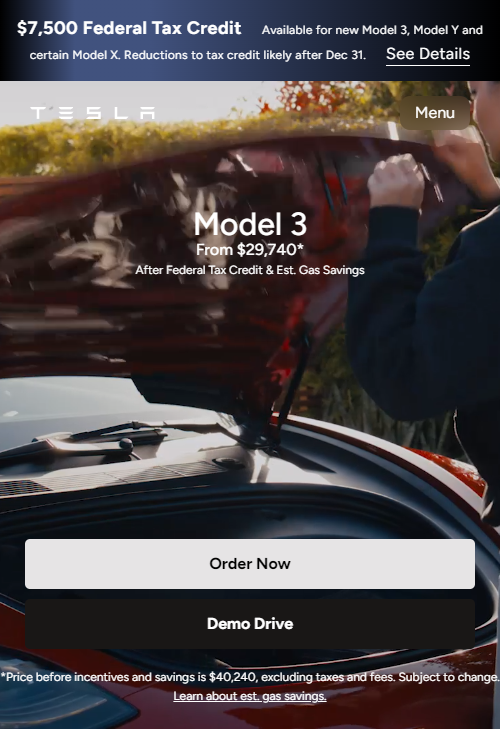 $7,500 Federal Tax Credit Available for new Model 3, Model Y and
certain Model X. Reductions to tax credit likely after Dec 31. See Details
TESLA Menu
Model 3
From $29,740*
After Federal Tax Credit & Est. Gas Savings
Order Now
Demo Drive
*Price before incentives and savings is $40,240, excluding taxes and fees. Subject to change.
Learn about est. gas savings.